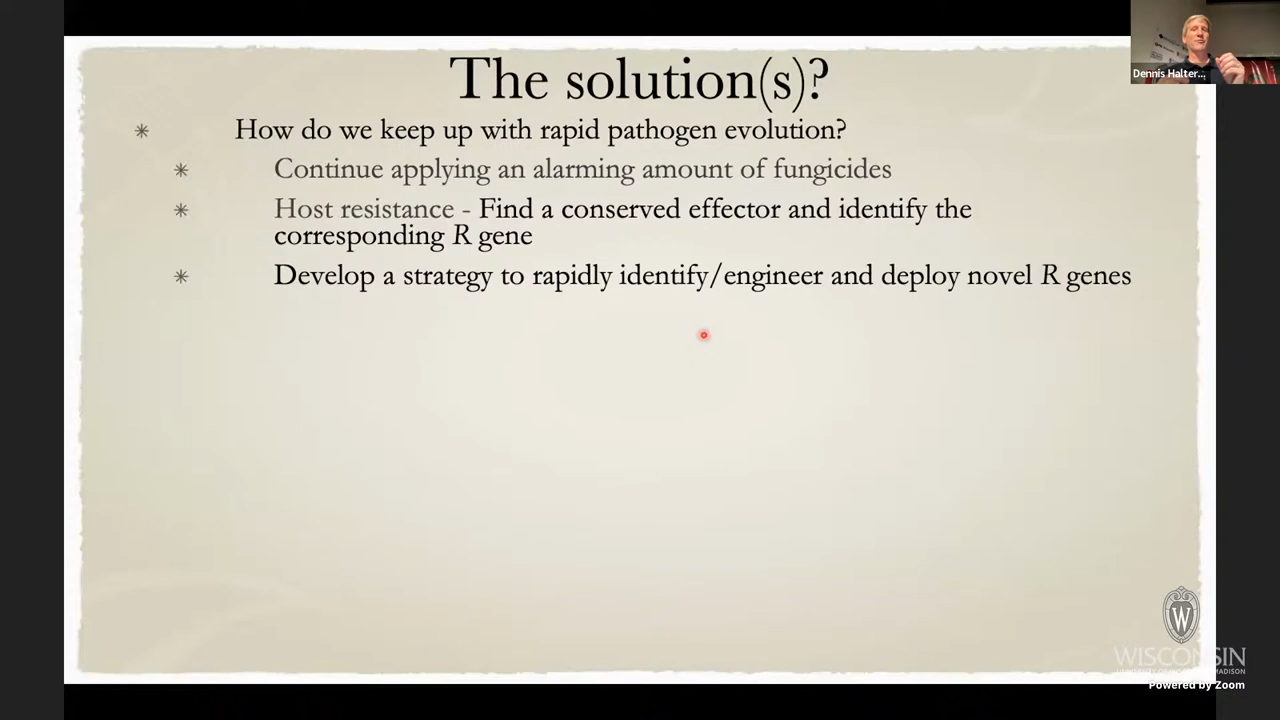 The solution(s)?
Dennis Halter...
How do we keep up with rapid pathogen evolution?
Continue applying an alarming amount of fungicides
Host resistance - Find a conserved effector and identify the
corresponding R gene
Develop a strategy to rapidly identify/engineer and deploy novel R genes
W
WISCONSIN
Powered by Zoom